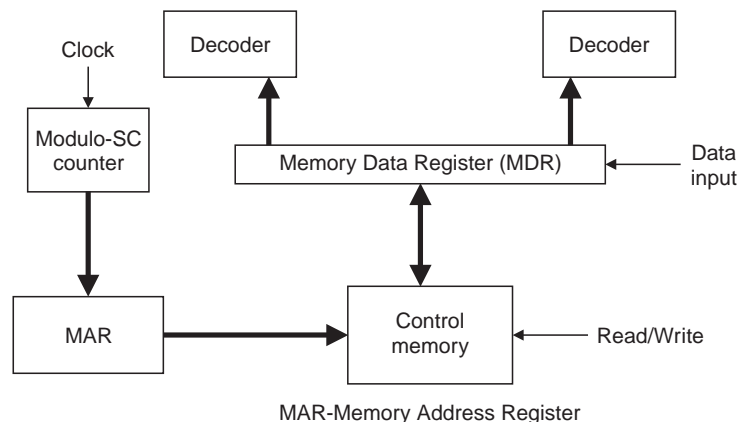 Decoder
Decoder
Clock
Modulo-SC
counter
Memory Data Register (MDR)
Data
input
MAR
Control
memory
Read/Write
MAR-Memory Address Register